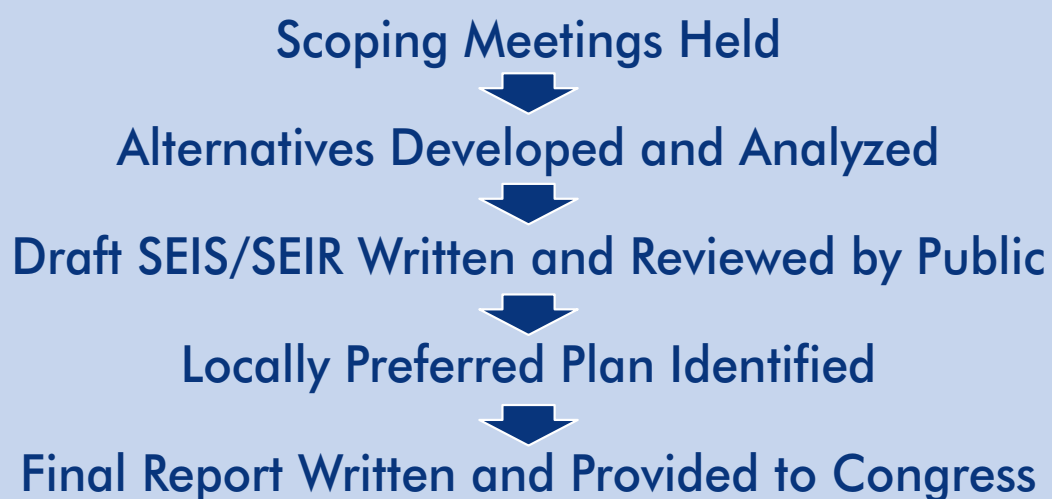 Scoping Meetings Held
Alternatives Developed and Analyzed
Draft SEIS/SEIR Written and Reviewed by Public
Locally Preferred Plan Identified
Final Report Written and Provided to Congress